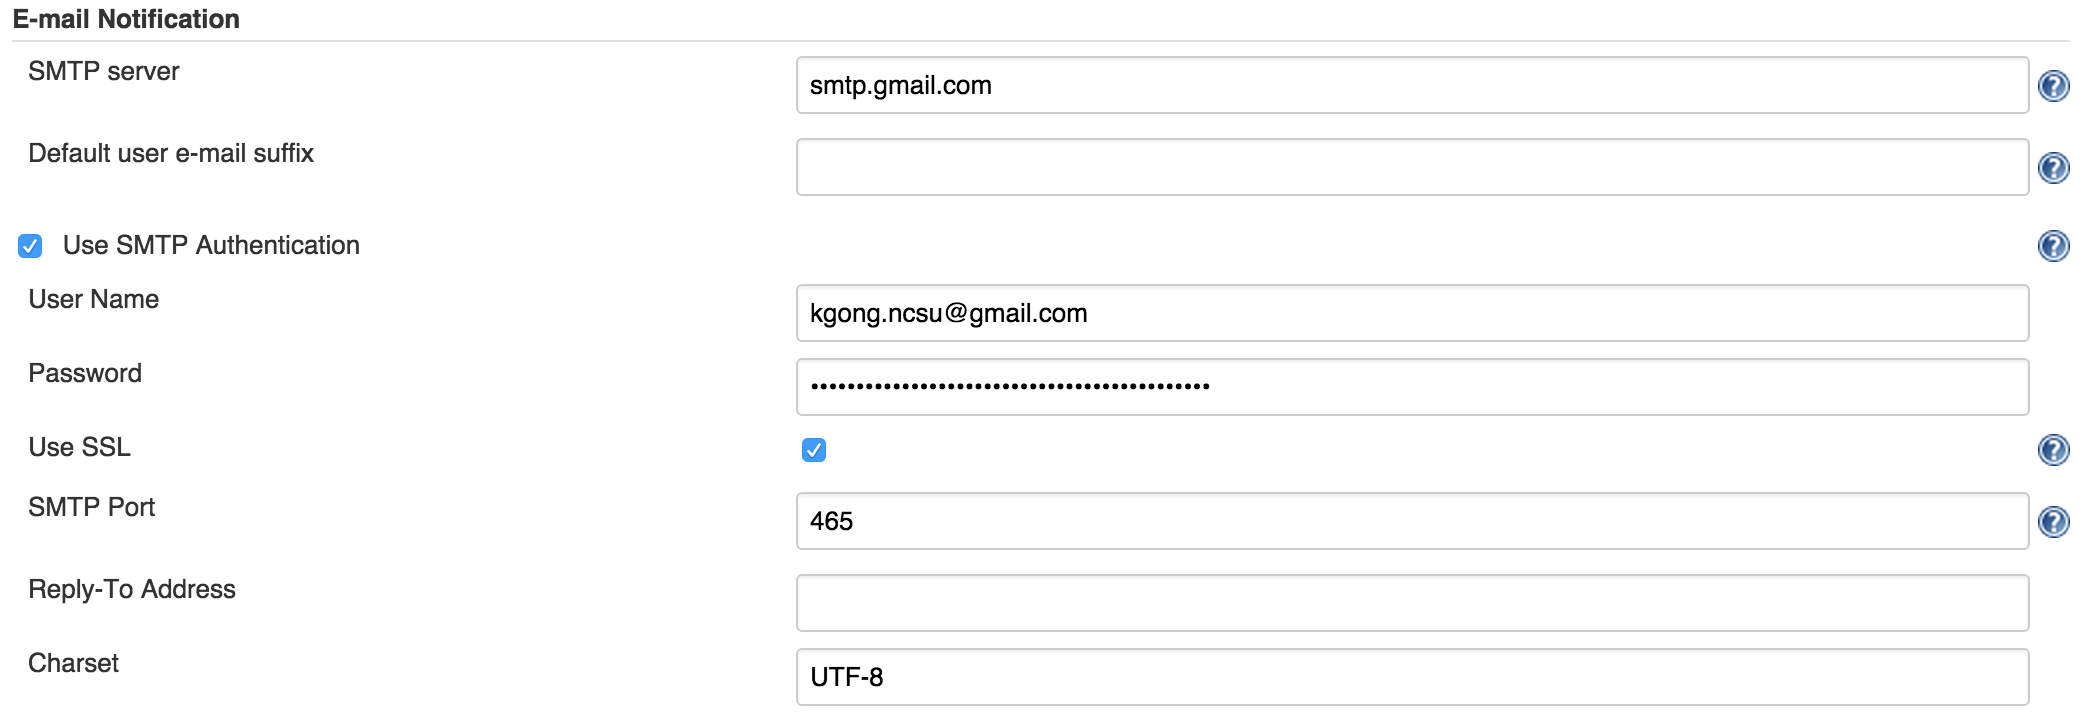 E-mail Notification
SMTP server
smtp.gmail.com
Default user e-mail suffix
Use SMTP Authentication
User Name
kgong.ncsu@gmail.com
Password
••••••••••••••••••••••••••••••••••••••••••••
Use SSL
SMTP Port
465
Reply-To Address
Charset
UTF-8